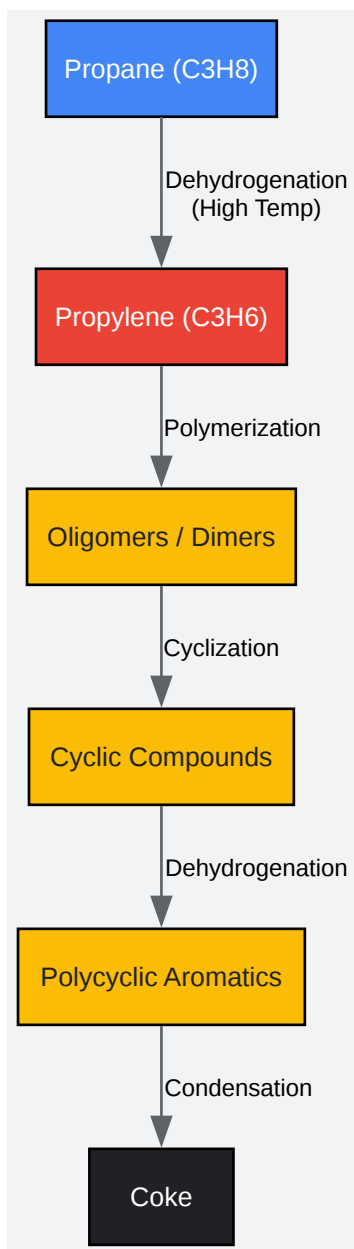 Propane (C3H8)
Dehydrogenation
(High Temp)
Propylene (C3H6)
Polymerization
Oligomers / Dimers
Cyclization
Cyclic Compounds
Dehydrogenation
Polycyclic Aromatics
Condensation
Coke